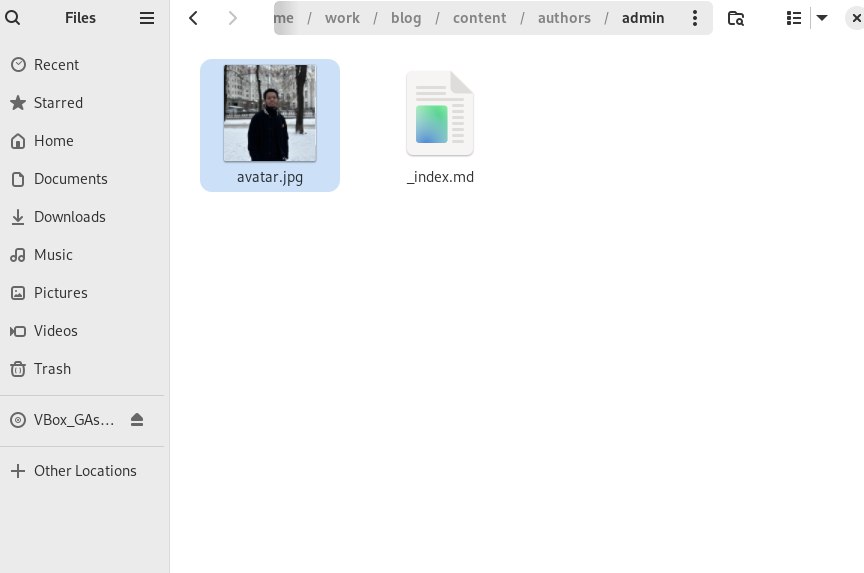 Files
me / work / blog / content / authors / admin
Recent
Starred
Home
Documents
Downloads
Music
Pictures
Videos
Trash
VBox_GAs...
Other Locations
avatar.jpg
_index.md